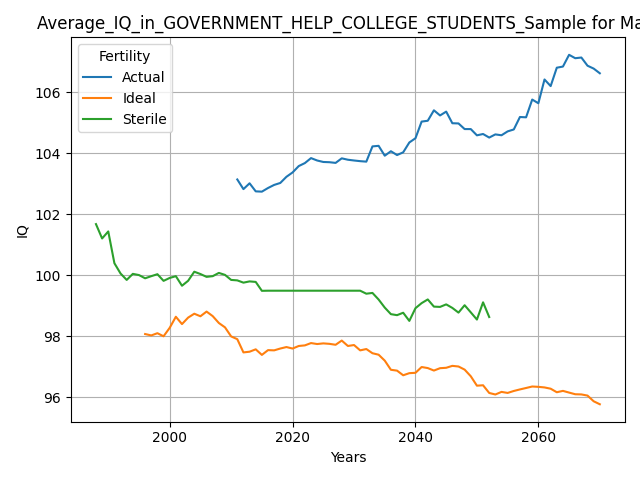 Average_IQ_in_GOVERNMENT_HELP_COLLEGE_STUDENTS_Sample for Ma
Fertility
Actual
Ideal
Sterile
106
104
102
100
98
96
IQ
2000 2020 2040 2060
Years